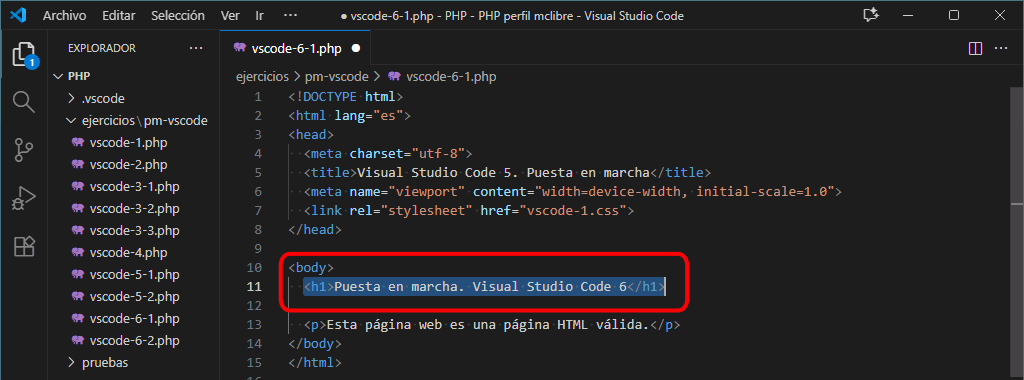 Archivo Editar Selección Ver Ir ··· ● vscode-6-1.php - PHP - PHP perfil mclibre - Visual Studio Code
EXPLORADOR ···
1
PHP
.vscode
ejercicios\pm-vscode
vscode-1.php
vscode-2.php
vscode-3-1.php
vscode-3-2.php
vscode-3-3.php
vscode-4.php
vscode-5-1.php
vscode-5-2.php
vscode-6-1.php
vscode-6-2.php
pruebas
vscode-6-1.php ●
ejercicios > pm-vscode > vscode-6-1.php
1 <!DOCTYPE html>
2 <html lang="es">
3 <head>
4 <meta charset="utf-8">
5 <title>Visual Studio Code 5. Puesta en marcha</title>
6 <meta name="viewport" content="width=device-width, initial-scale=1.0">
7 <link rel="stylesheet" href="vscode-1.css">
8 </head>
9
10 <body>
11 <h1>Puesta en marcha. Visual Studio Code 6</h1>
12
13 <p>Esta página web es una página HTML válida.</p>
14 </body>
15 </html>
16